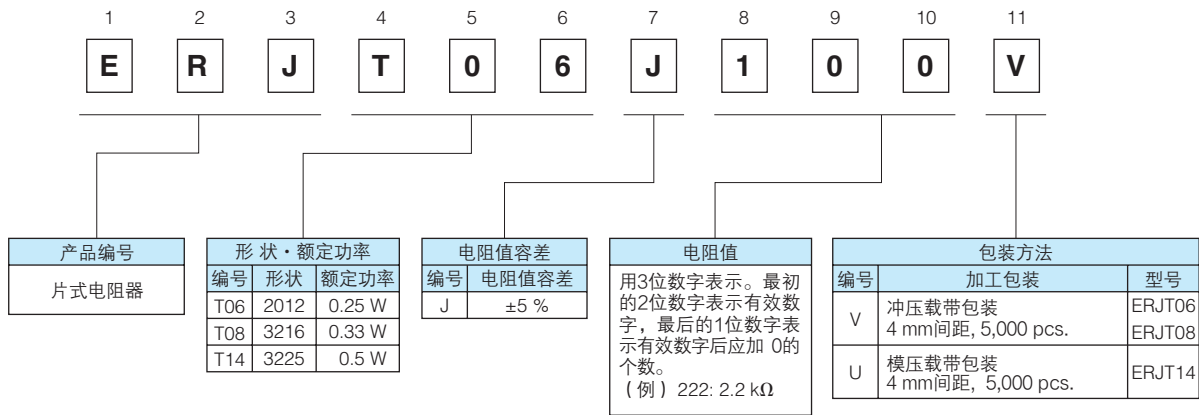 1 2 3 4 5 6 7 8 9 10 11
E R J T 0 6 J 1 0 0 V
产品编号
片式电阻器
形 状・额定功率
编号 形状 额定功率
T06 2012 0.25 W
T08 3216 0.33 W
T14 3225 0.5 W
电阻值容差
编号 电阻值容差
J ±5 %
电阻值
用3位数字表示。最初
的2位数字表示有效数
字，最后的1位数字表
示有效数字后应加 0的
个数。
（例）222: 2.2 kΩ
包装方法
编号 加工包装 型号
V 冲压载带包装 ERJT06
4 mm间距, 5,000 pcs. ERJT08
U 模压载带包装 ERJT14
4 mm间距, 5,000 pcs.